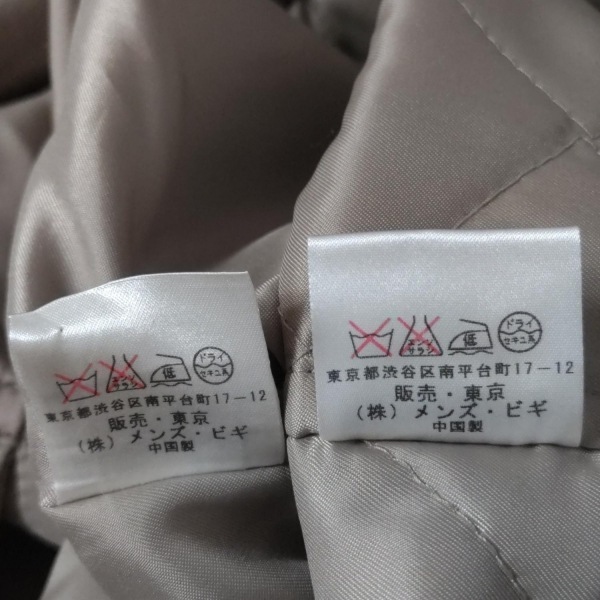 エンソ
サラシ
低
ドライ
セキユ系
東京都渋谷区南平台町17-12
販売・東京
(株)メンズ・ビギ
中国製
エンソ
サラシ
低
ドライ
セキユ系
東京都渋谷区南平台町17-12
販売・東京
(株)メンズ・ビギ
中国製